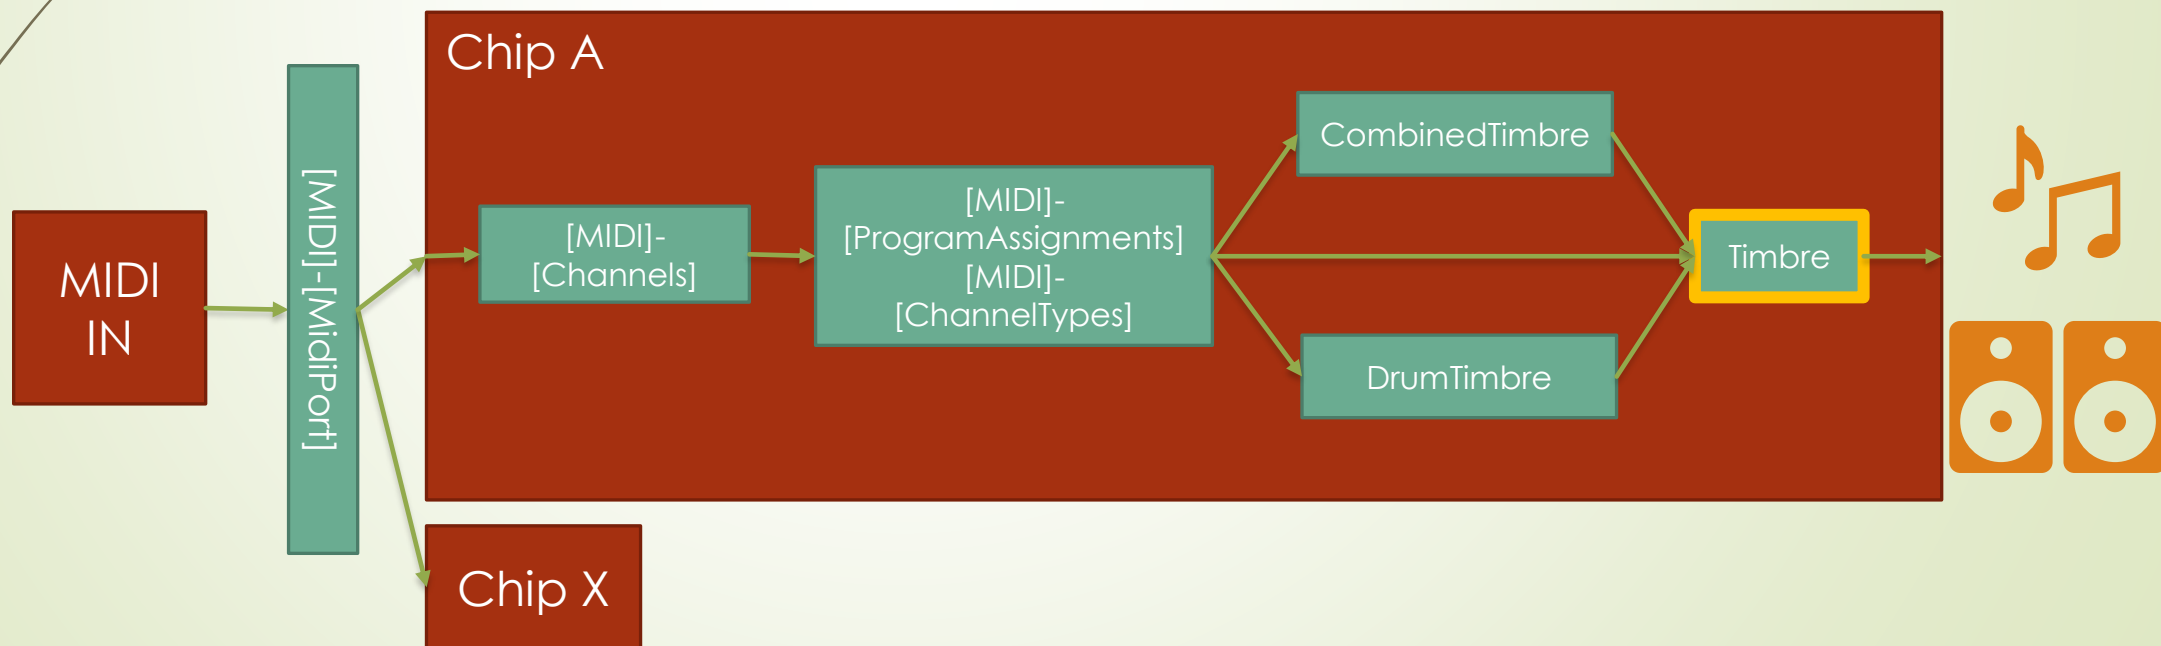 Chip A
MIDI
IN
[MIDI]-[MidiPort]
[MIDI]-
[Channels]
[MIDI]-
[ProgramAssignments]
[MIDI]-
[ChannelTypes]
CombinedTimbre
Timbre
DrumTimbre
Chip X